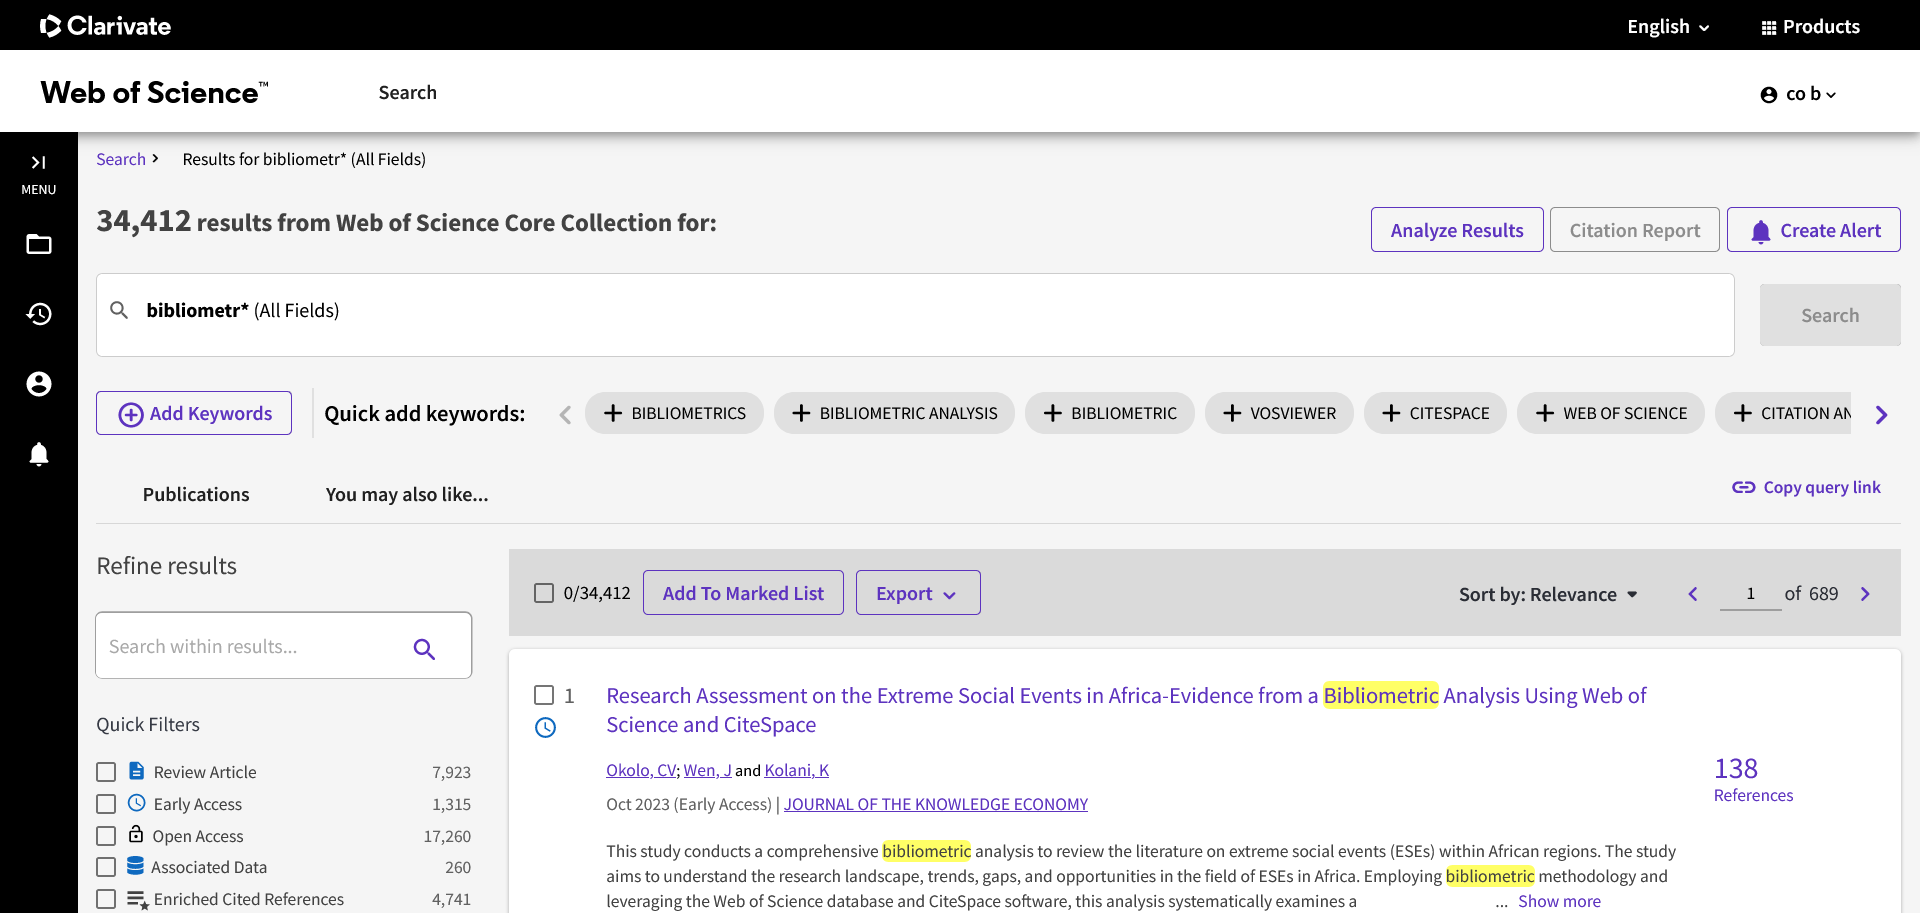 Clarivate
English
Products
Web of Science™
Search
co b
MENU
Search
Results for bibliometr* (All Fields)
34,412 results from Web of Science Core Collection for:
Analyze Results
Citation Report
Create Alert
bibliometr* (All Fields)
Search
Add Keywords
Quick add keywords:
BIBLIOMETRICS
BIBLIOMETRIC ANALYSIS
BIBLIOMETRIC
VOSVIEWER
CITESPACE
WEB OF SCIENCE
CITATION AN
Publications
You may also like...
Copy query link
Refine results
Search within results...
Quick Filters
Review Article 7,923
Early Access 1,315
Open Access 17,260
Associated Data 260
Enriched Cited References 4,741
0/34,412
Add To Marked List
Export
Sort by: Relevance
1 of 689
1
Research Assessment on the Extreme Social Events in Africa-Evidence from a Bibliometric Analysis Using Web of
Science and CiteSpace
Okolo, CV; Wen, J and Kolani, K
Oct 2023 (Early Access) | JOURNAL OF THE KNOWLEDGE ECONOMY
138
References
This study conducts a comprehensive bibliometric analysis to review the literature on extreme social events (ESEs) within African regions. The study
aims to understand the research landscape, trends, gaps, and opportunities in the field of ESEs in Africa. Employing bibliometric methodology and
leveraging the Web of Science database and CiteSpace software, this analysis systematically examines a ... Show more